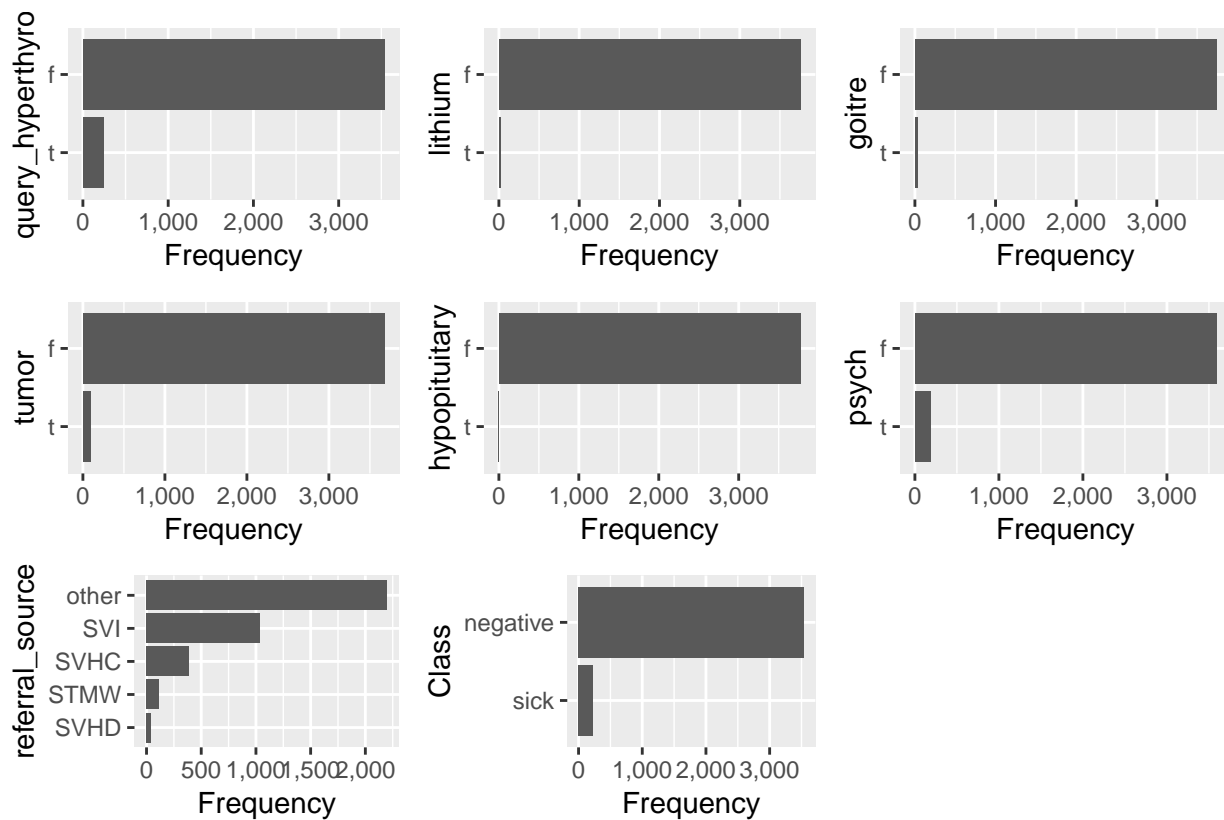 query_hyperthyro
f
t
0 1,000 2,000 3,000
Frequency
lithium
f
t
0 1,000 2,000 3,000
Frequency
goitre
f
t
0 1,000 2,000 3,000
Frequency
tumor
f
t
0 1,000 2,000 3,000
Frequency
hypopituitary
f
t
0 1,000 2,000 3,000
Frequency
psych
f
t
0 1,000 2,000 3,000
Frequency
referral_source
other
SVI
SVHC
STMW
SVHD
0 500 1,000 1,500 2,000
Frequency
Class
negative
sick
0 1,000 2,000 3,000
Frequency